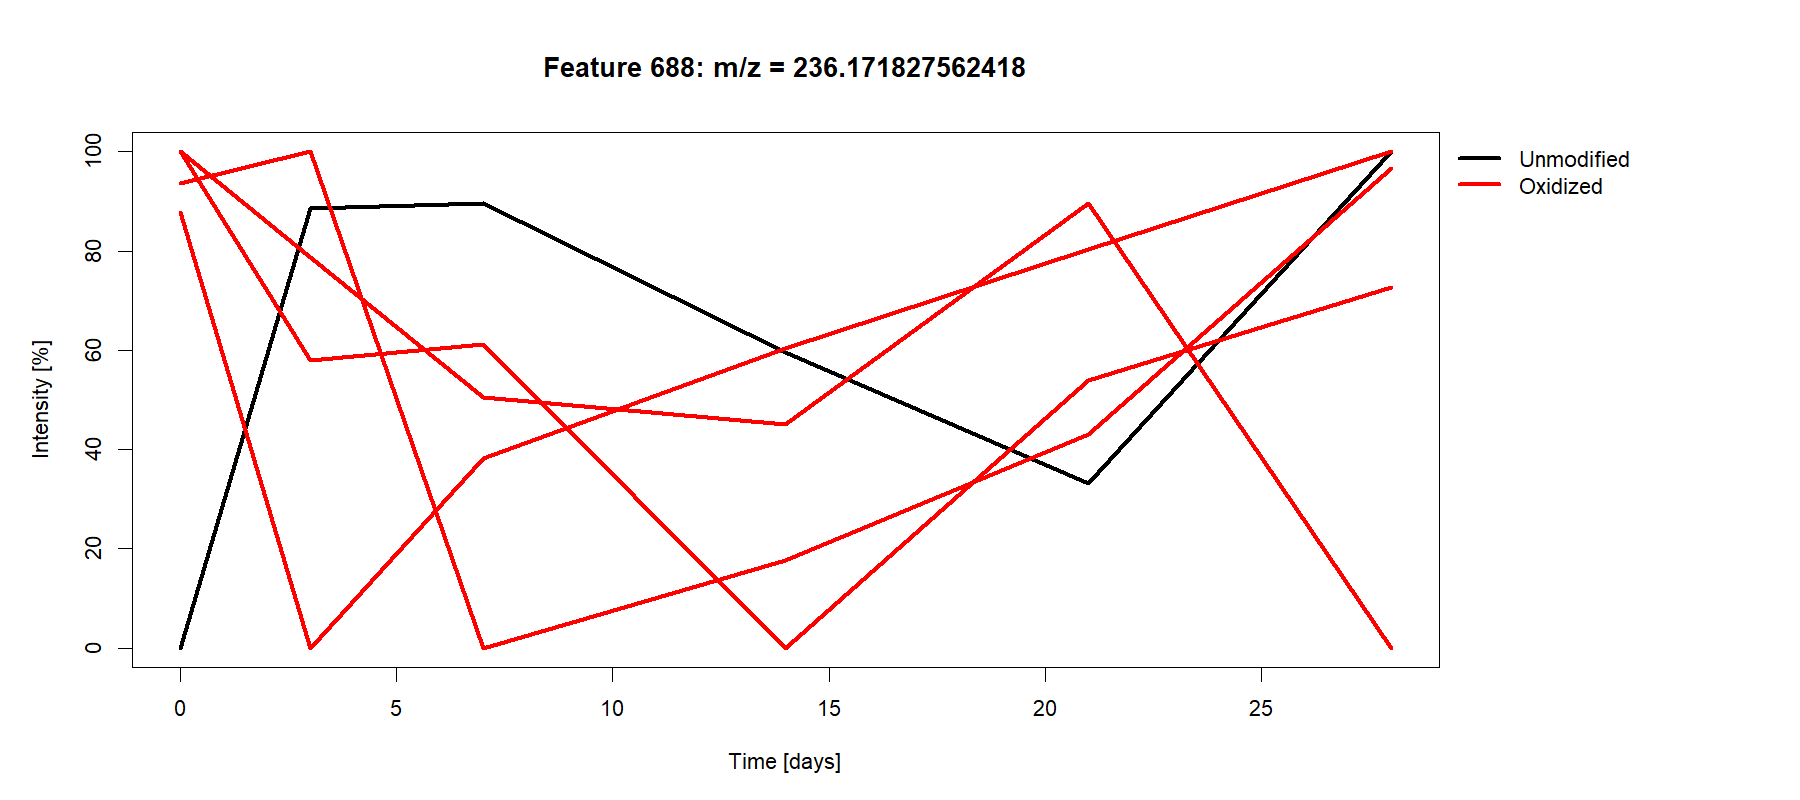 Feature 688: m/z = 236.171827562418
Unmodified
Oxidized
100
80
60
40
20
0
Intensity [%]
0 5 10 15 20 25
Time [days]